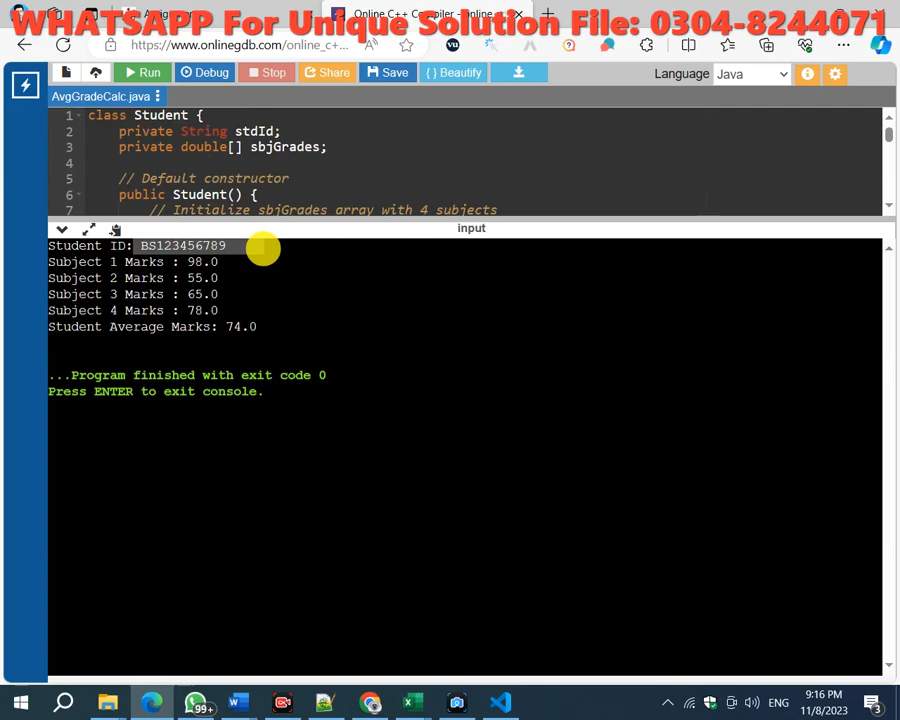 WHATSAPP For Unique Solution File: 0304-8244071
Online C++ Compiler - online
https://www.onlinegdb.com/online_c+...
Run
Debug
Stop
Share
Save
{ } Beautify
Language Java
AvgGradeCalc.java
1 class Student {
2 private String stdId;
3 private double[] sbjGrades;
4
5 // Default constructor
6 public Student() {
7 // Initialize sbjGrades array with 4 subjects
input
Student ID: BS123456789
Subject 1 Marks : 98.0
Subject 2 Marks : 55.0
Subject 3 Marks : 65.0
Subject 4 Marks : 78.0
Student Average Marks: 74.0
...Program finished with exit code 0
Press ENTER to exit console.
99+
ENG
9:16 PM
11/8/2023
3